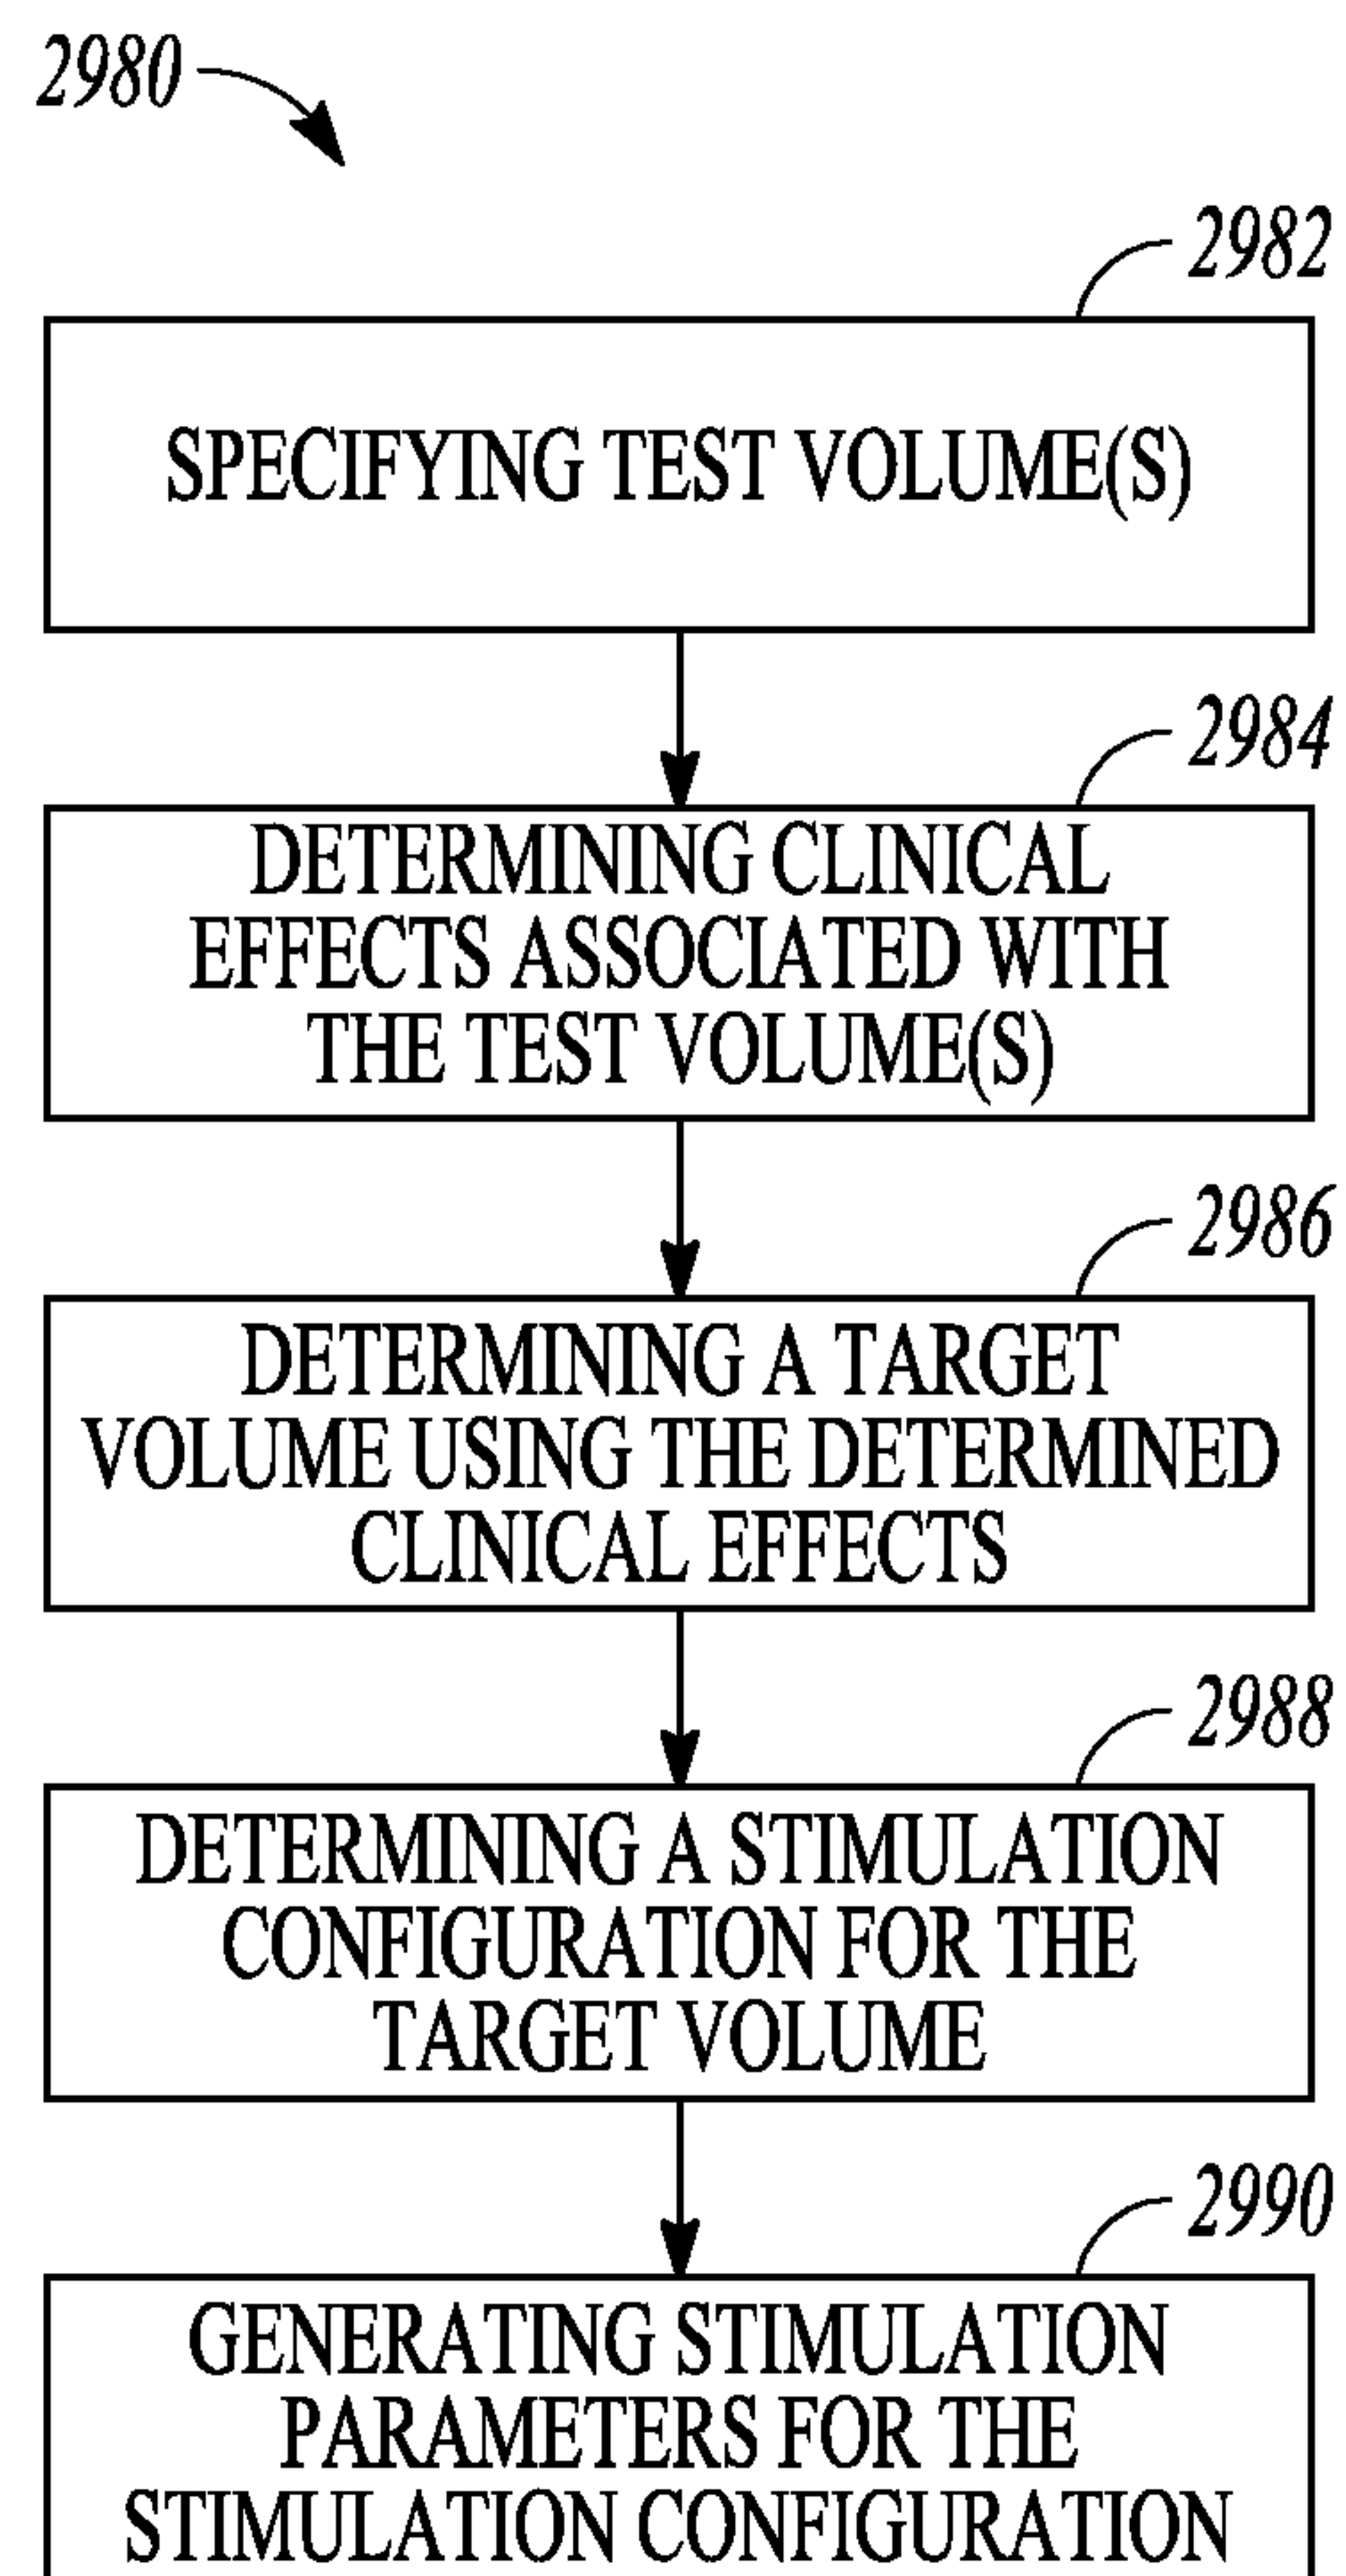 2980
2982
SPECIFYING TEST VOLUME(S)
2984
DETERMINING CLINICAL
EFFECTS ASSOCIATED WITH
THE TEST VOLUME(S)
2986
DETERMINING A TARGET
VOLUME USING THE DETERMINED
CLINICAL EFFECTS
2988
DETERMINING A STIMULATION
CONFIGURATION FOR THE
TARGET VOLUME
2990
GENERATING STIMULATION
PARAMETERS FOR THE
STIMULATION CONFIGURATION